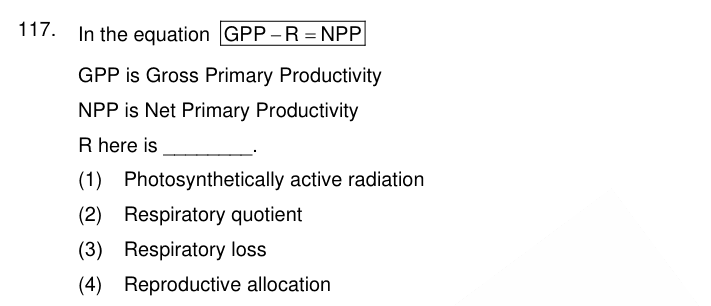 117. In the equation GPP – R = NPP
GPP is Gross Primary Productivity
NPP is Net Primary Productivity
R here is ________.
(1) Photosynthetically active radiation
(2) Respiratory quotient
(3) Respiratory loss
(4) Reproductive allocation